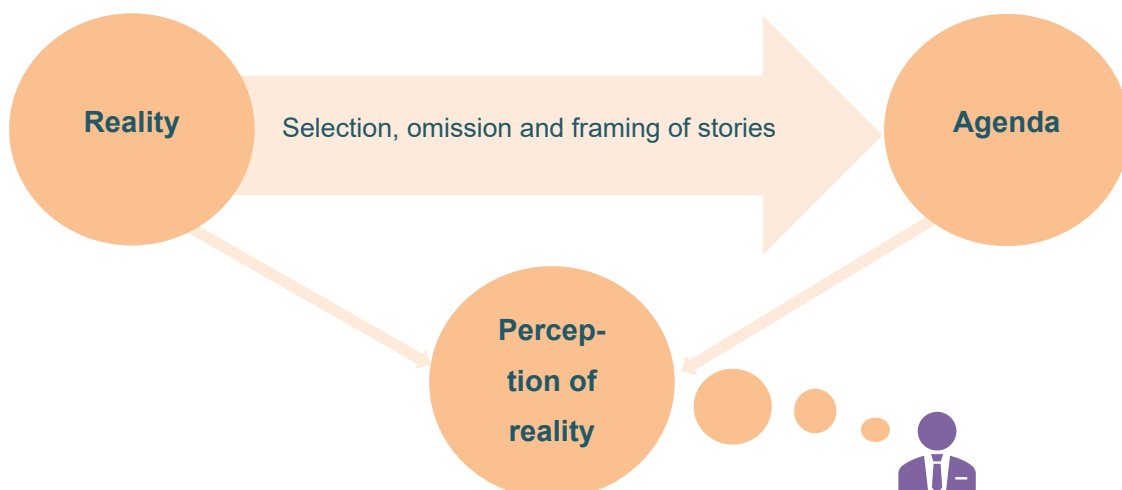 Reality
Selection, omission and framing of stories
Agenda
Percep-
tion of
reality